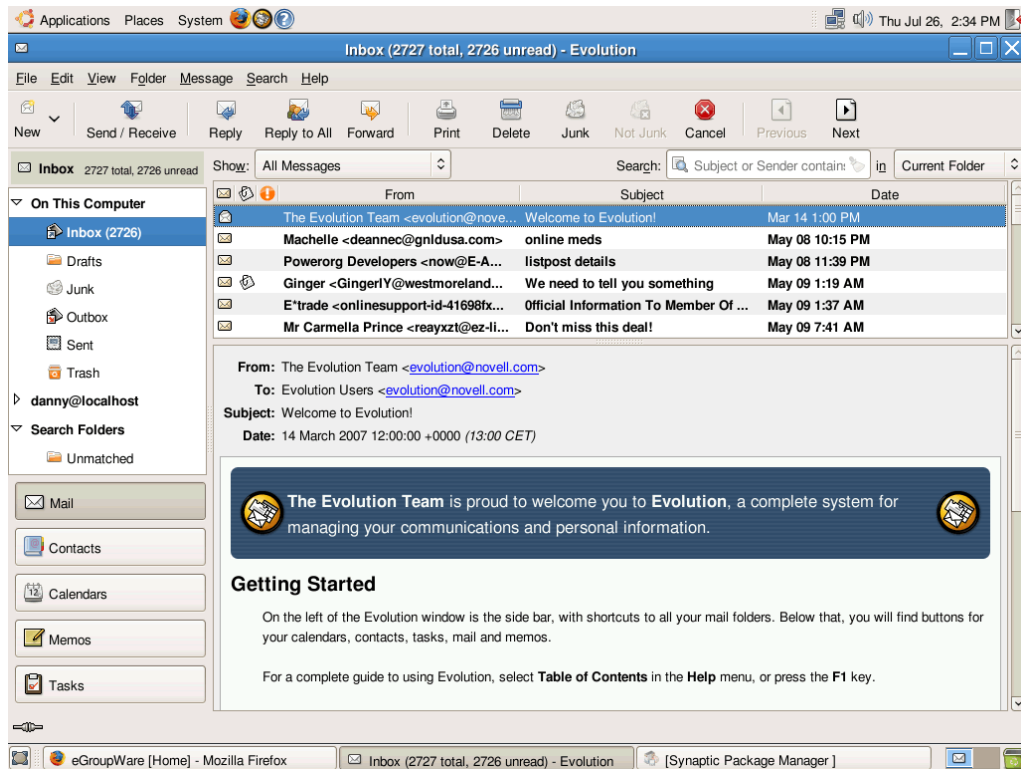 Applications Places System Thu Jul 26, 2:34 PM
Inbox (2727 total, 2726 unread) - Evolution
File Edit View Folder Message Search Help
New Send / Receive Reply Reply to All Forward Print Delete Junk Not Junk Cancel Previous Next
Inbox 2727 total, 2726 unread Show: All Messages Search: Subject or Sender contains in Current Folder
From Subject Date
The Evolution Team <evolution@nove... Welcome to Evolution! Mar 14 1:00 PM
Machelle <deannec@gnldusa.com> online meds May 08 10:15 PM
Powerorg Developers <now@E-A... listpost details May 08 11:39 PM
Ginger <GingerlY@westmoreland... We need to tell you something May 09 1:19 AM
E*trade <onlinesupport-id-41698fx... 0fficial Information To Member Of ... May 09 1:37 AM
Mr Carmella Prince <reayxzt@ez-li... Don't miss this deal! May 09 7:41 AM
On This Computer
Inbox (2726)
Drafts
Junk
Outbox
Sent
Trash
danny@localhost
Search Folders
Unmatched
Mail
Contacts
12
Calendars
Memos
Tasks
From: The Evolution Team <evolution@novell.com>
To: Evolution Users <evolution@novell.com>
Subject: Welcome to Evolution!
Date: 14 March 2007 12:00:00 +0000 (13:00 CET)
The Evolution Team is proud to welcome you to Evolution, a complete system for
managing your communications and personal information.
Getting Started
On the left of the Evolution window is the side bar, with shortcuts to all your mail folders. Below that, you will find buttons for
your calendars, contacts, tasks, mail and memos.
For a complete guide to using Evolution, select Table of Contents in the Help menu, or press the F1 key.
eGroupWare [Home] - Mozilla Firefox Inbox (2727 total, 2726 unread) - Evolution [Synaptic Package Manager ]